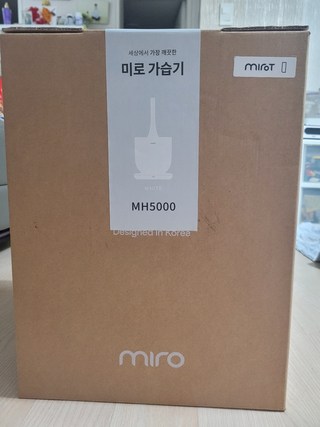 세상에서 가장 깨끗한
미로 가습기
miroT
MH5000
Designed in Korea
miro